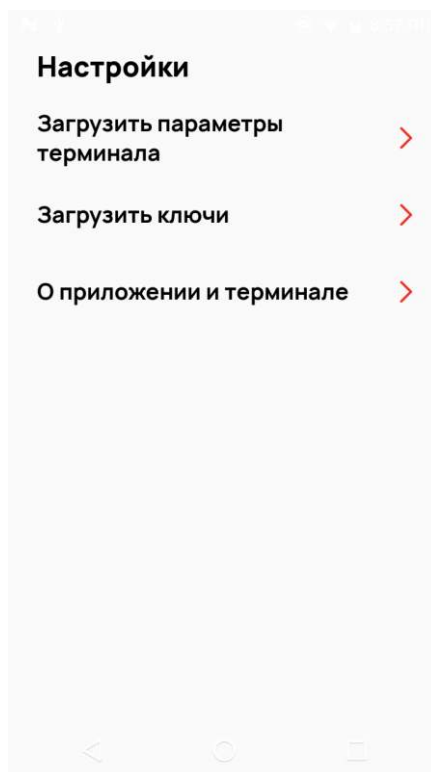 Настройки
Загрузить параметры
терминала
Загрузить ключи
О приложении и терминале